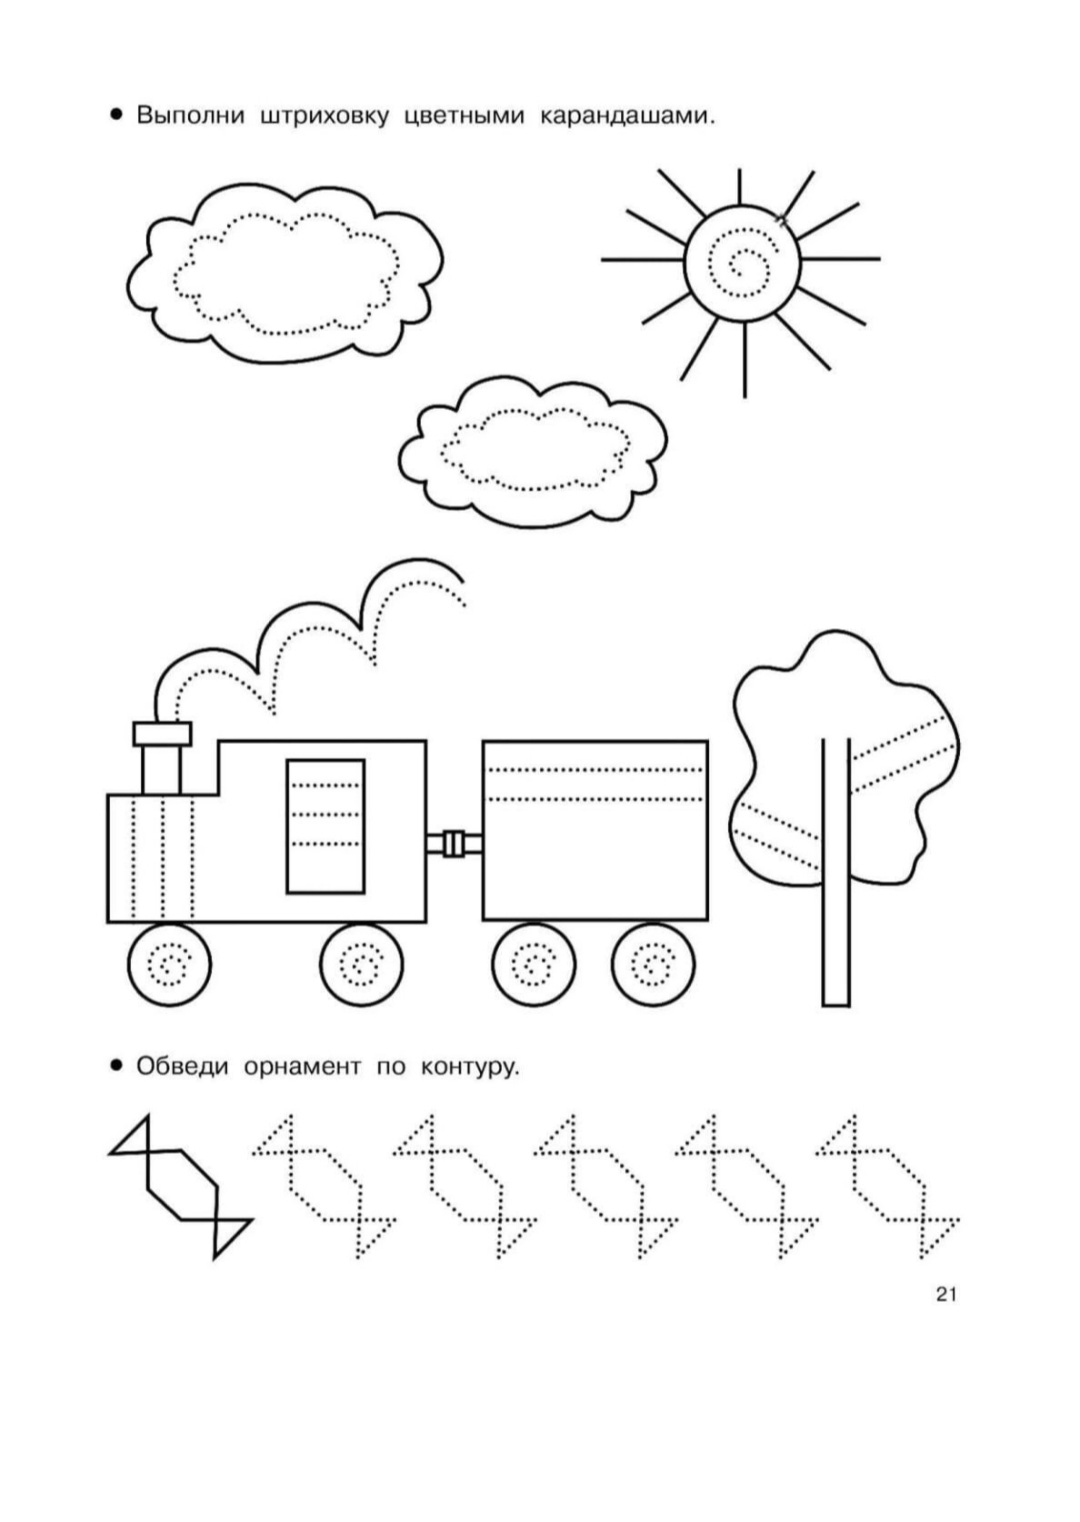 • Выполни штриховку цветными карандашами.
• Обведи орнамент по контуру.
21